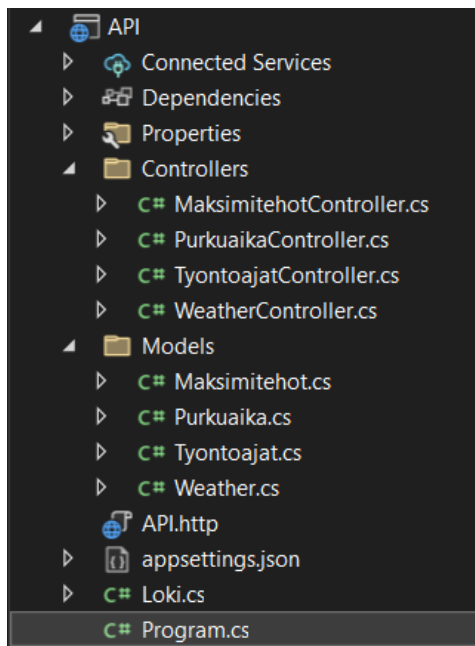 API
Connected Services
Dependencies
Properties
Controllers
C# MaksimitehotController.cs
C# PurkuaikaController.cs
C# TyontoajatController.cs
C# WeatherController.cs
Models
C# Maksimitehot.cs
C# Purkuaika.cs
C# Tyontoajat.cs
C# Weather.cs
API.http
appsettings.json
C# Loki.cs
C# Program.cs